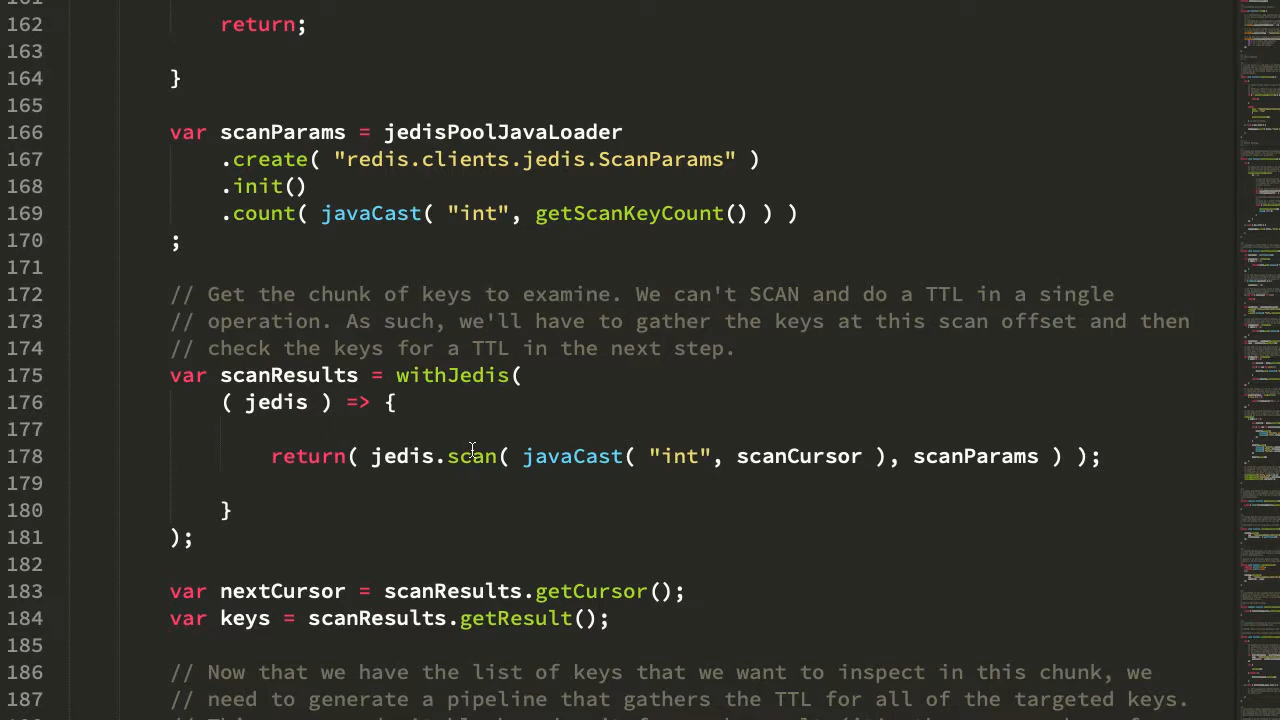 162 return;
163
164 }
165
166 var scanParams = jedisPoolJavaLoader
167 .create( "redis.clients.jedis.ScanParams" )
168 .init()
169 .count( javaCast( "int", getScanKeyCount() ) )
170 ;
171
172 // Get the chunk of keys to examine. We can't SCAN and do a TTL in a single
173 // operation. As such, we'll have to gather the keys at this scan offset and then
174 // check the keys for a TTL in the next step.
175 var scanResults = withJedis(
176 ( jedis ) => {
177
178 return( jedis.scan( javaCast( "int", scanCursor ), scanParams ) );
179
180 }
181 );
182
183 var nextCursor = scanResults.getCursor();
184 var keys = scanResults.getResult();
185
186 // Now that we have the list of keys that we want to inspect in this chunk, we
187 // need to generate a pipeline that gathers the TTL for all of the targeted keys.